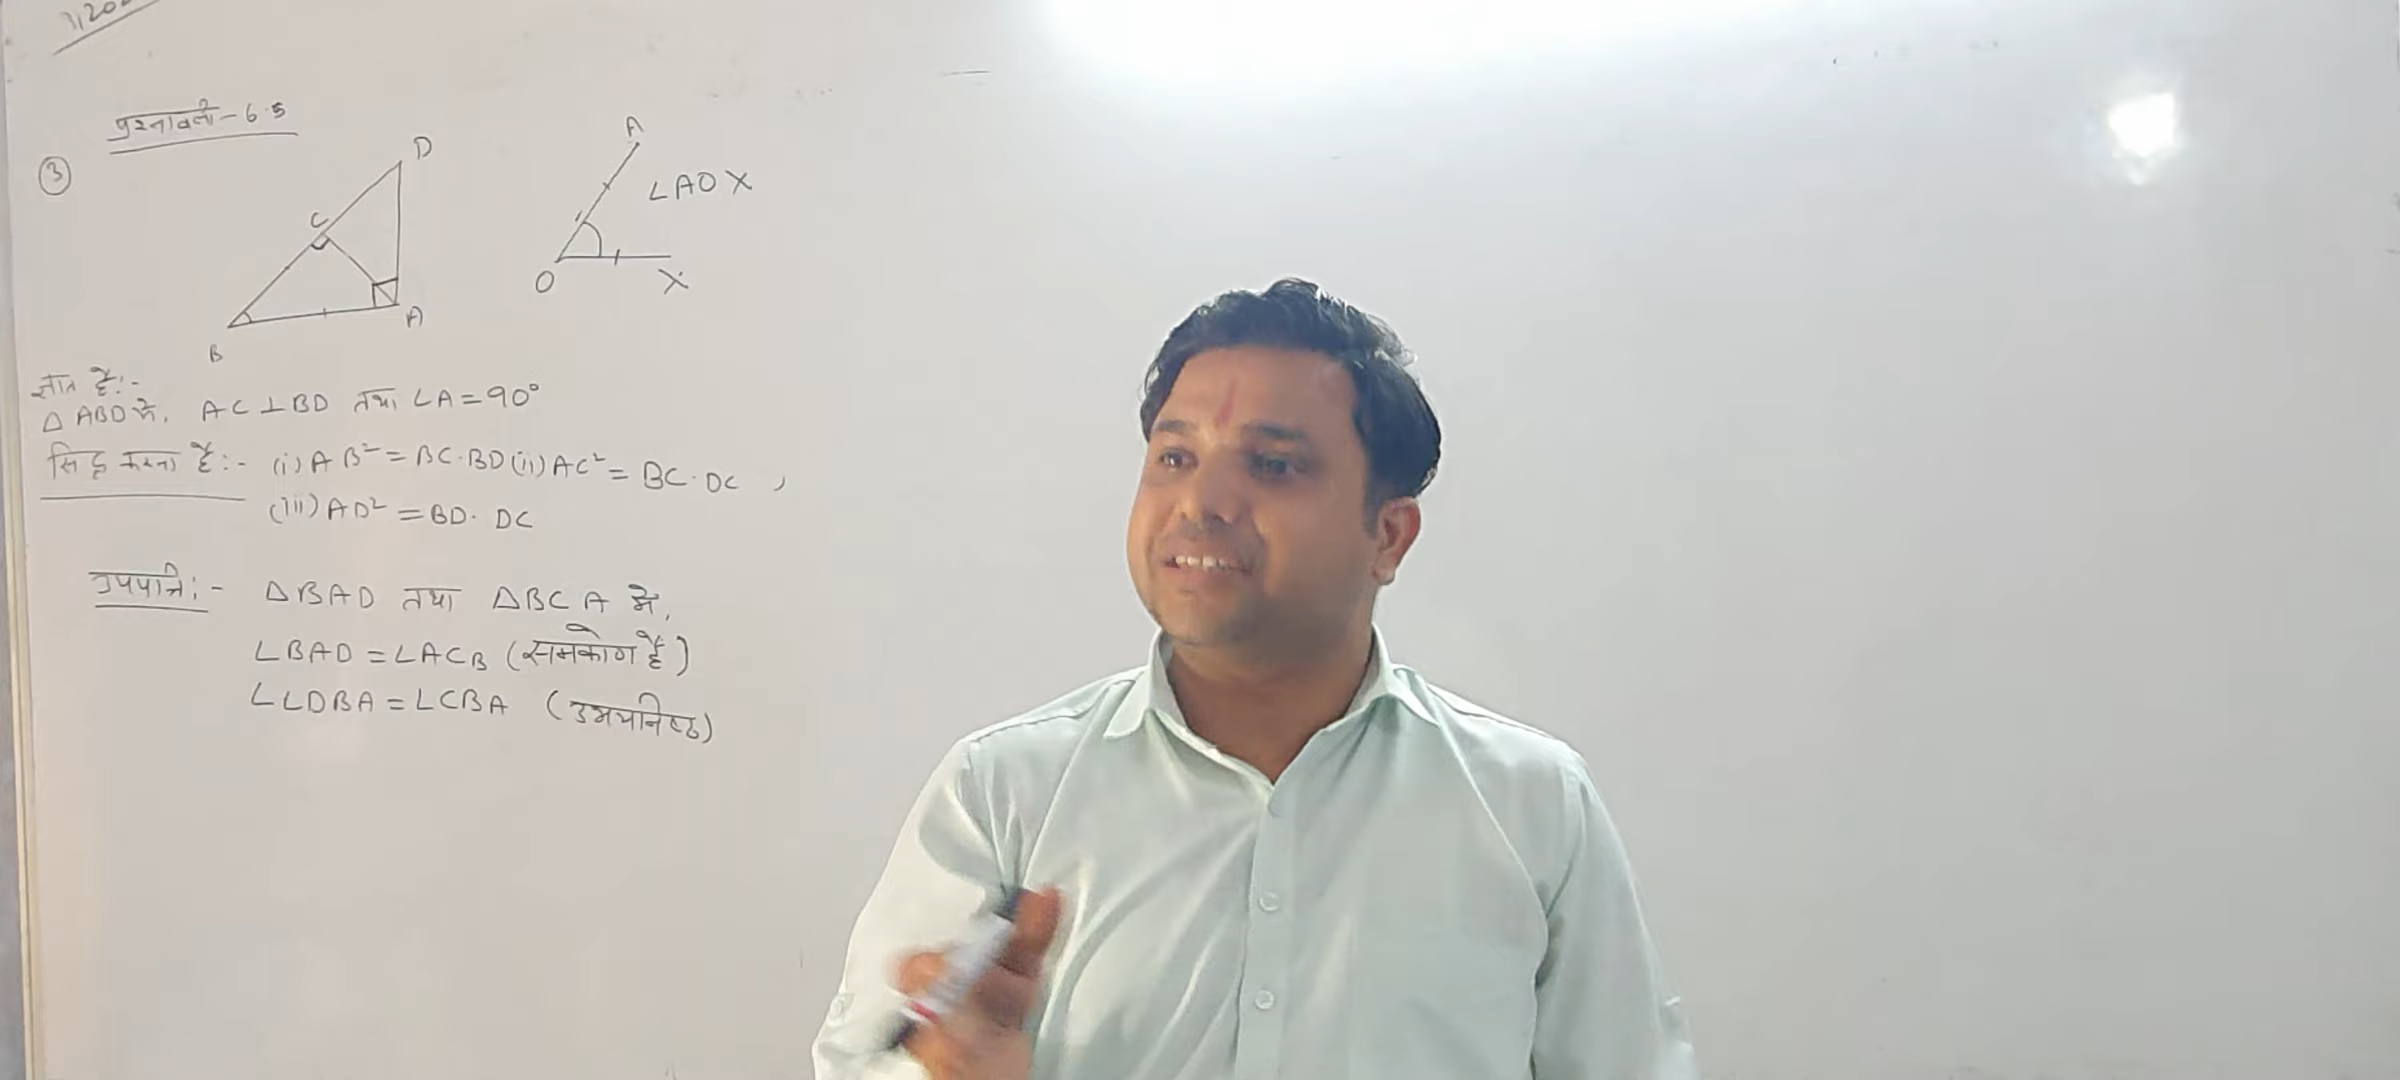 प्रश्नावली - 6.5
③
D
C
B
A
A
∠AOX
O
X
ज्ञात है:-
△ ABD में, AC⊥BD तथा ∠A=90°
सिद्ध करना है:- (i) AB² = BC·BD (ii) AC² = BC·DC ,
(iii) AD² = BD·DC
उपपत्ति:- △BAD तथा △BCA में,
∠BAD = ∠ACB (समकोण हैं)
∠∠DBA = ∠CBA (उभयनिष्ठ)